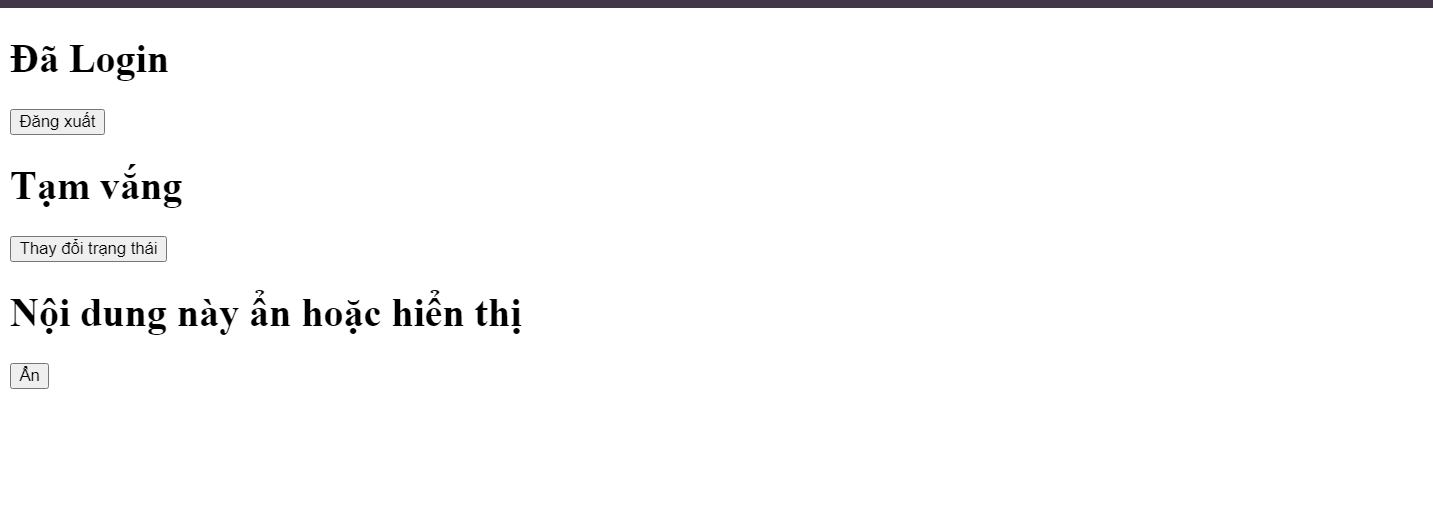 Đã Login
Đăng xuất
Tạm vắng
Thay đổi trạng thái
Nội dung này ẩn hoặc hiển thị
Ẩn